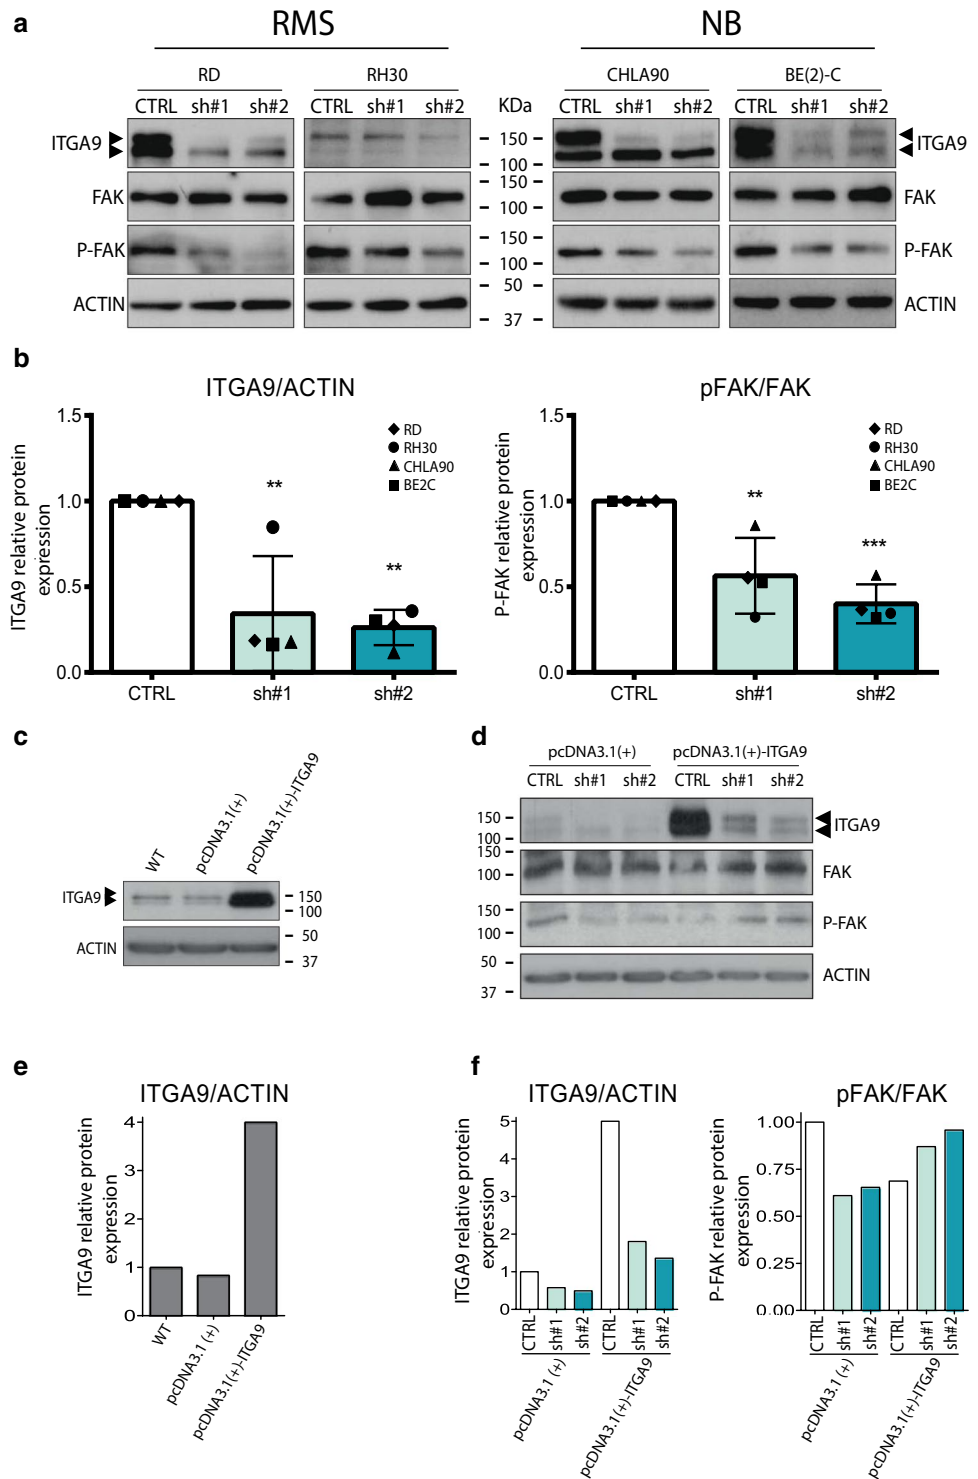 a
RMS
NB
RD
RH30
CHLA90
BE(2)-C
CTRL sh#1 sh#2
CTRL sh#1 sh#2
KDa
CTRL sh#1 sh#2
CTRL sh#1 sh#2
ITGA9
150
100
ITGA9
FAK
150
100
FAK
P-FAK
150
100
P-FAK
ACTIN
50
37
ACTIN
b
ITGA9/ACTIN
ITGA9 relative protein
expression
1.5
1.0
0.5
0.0
RD
RH30
CHLA90
BE2C
**
**
CTRL sh#1 sh#2
pFAK/FAK
P-FAK relative protein
expression
1.5
1.0
0.5
0.0
RD
RH30
CHLA90
BE2C
**
***
CTRL sh#1 sh#2
c
WT
pcDNA3.1(+)
pcDNA3.1(+)-ITGA9
ITGA9
150
100
ACTIN
50
37
d
pcDNA3.1(+)
pcDNA3.1(+)-ITGA9
CTRL sh#1 sh#2
CTRL sh#1 sh#2
150
100
ITGA9
150
100
FAK
150
100
P-FAK
50
37
ACTIN
e
ITGA9/ACTIN
ITGA9 relative protein
expression
4
4
2
1
0
WT
pcDNA3.1 (+)
pcDNA3.1(+)-ITGA9
f
ITGA9/ACTIN
ITGA9 relative protein
expression
5
4
2
1
0
CTRL
sh#1
sh#2
CTRL
sh#1
sh#2
pcDNA3.1 (+)
pcDNA3.1(+)-ITGA9
pFAK/FAK
P-FAK relative protein
expression
1.00
0.75
0.50
0.25
0.00
CTRL
sh#1
sh#2
CTRL
sh#1
sh#2
pcDNA3.1 (+)
pcDNA3.1(+)-ITGA9